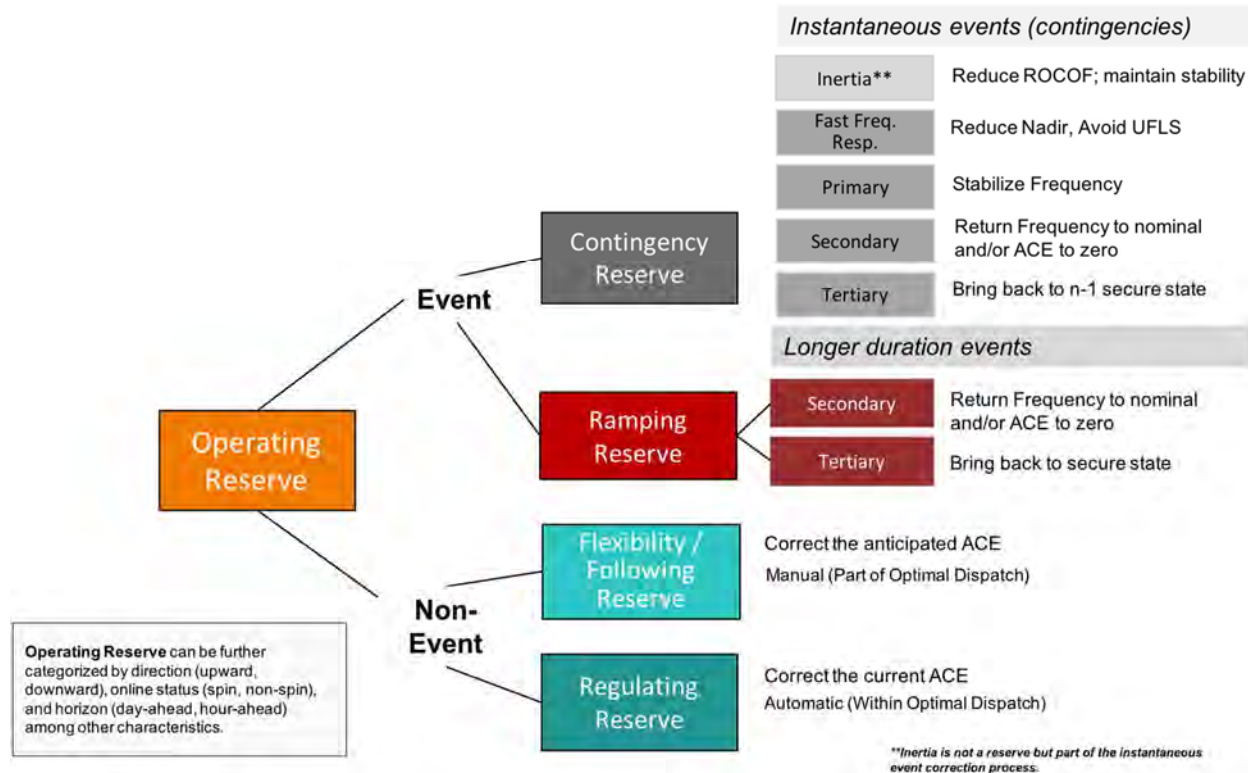 Instantaneous events (contingencies)
Inertia**
Reduce ROCOF; maintain stability
Fast Freq.
Resp.
Reduce Nadir, Avoid UFLS
Primary
Stabilize Frequency
Secondary
Return Frequency to nominal
and/or ACE to zero
Tertiary
Bring back to n-1 secure state
Contingency
Reserve
Event
Longer duration events
Secondary
Return Frequency to nominal
and/or ACE to zero
Tertiary
Bring back to secure state
Ramping
Reserve
Operating
Reserve
Flexibility /
Following
Reserve
Correct the anticipated ACE
Manual (Part of Optimal Dispatch)
Non-
Event
Regulating
Reserve
Correct the current ACE
Automatic (Within Optimal Dispatch)
Operating Reserve can be further
categorized by direction (upward,
downward), online status (spin, non-spin),
and horizon (day-ahead, hour-ahead)
among other characteristics.
**Inertia is not a reserve but part of the instantaneous
event correction process.